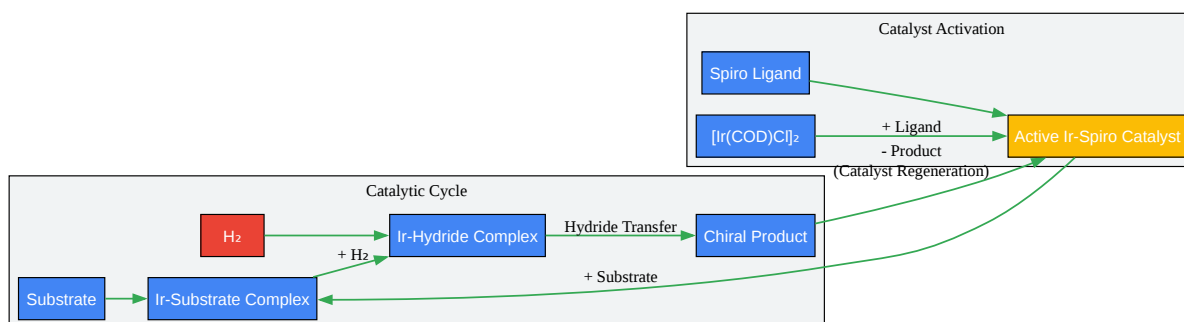 Catalyst Activation
Spiro Ligand
[Ir(COD)Cl]₂
+ Ligand
Active Ir-Spiro Catalyst
- Product
(Catalyst Regeneration)
Catalytic Cycle
H₂
Ir-Hydride Complex
Hydride Transfer
Chiral Product
+ H₂
+ Substrate
Substrate
Ir-Substrate Complex